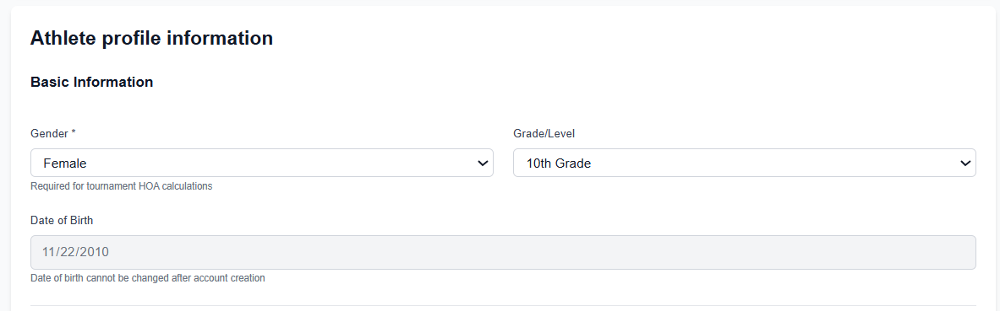 Athlete profile information
Basic Information
Gender *
Grade/Level
Female
10th Grade
Required for tournament HOA calculations
Date of Birth
11/22/2010
Date of birth cannot be changed after account creation